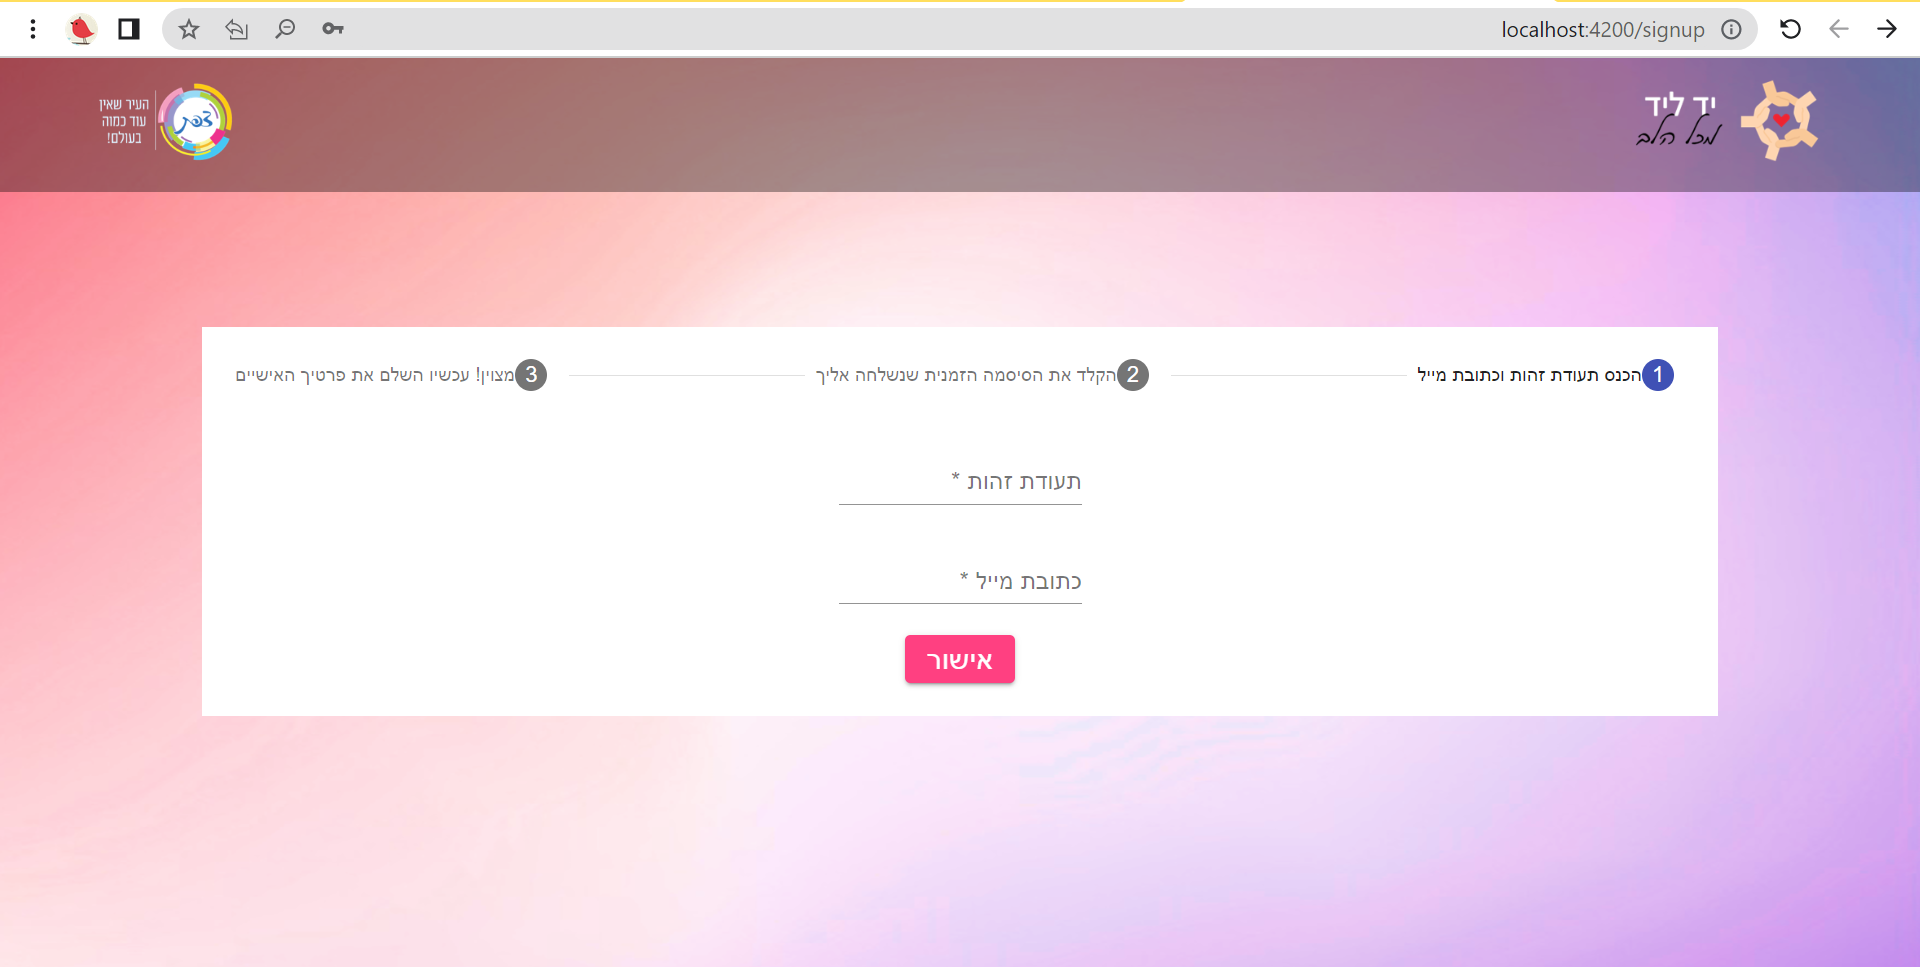 localhost:4200/signup
יד ליד
מכל הלב
צפת
העיר שאין
עוד כמוה
בעולם!
1 הכנס תעודת זהות וכתובת מייל
2 הקלד את הסיסמה הזמנית שנשלחה אליך
3 מצוין! עכשיו השלם את פרטיך האישיים
תעודת זהות *
כתובת מייל *
אישור